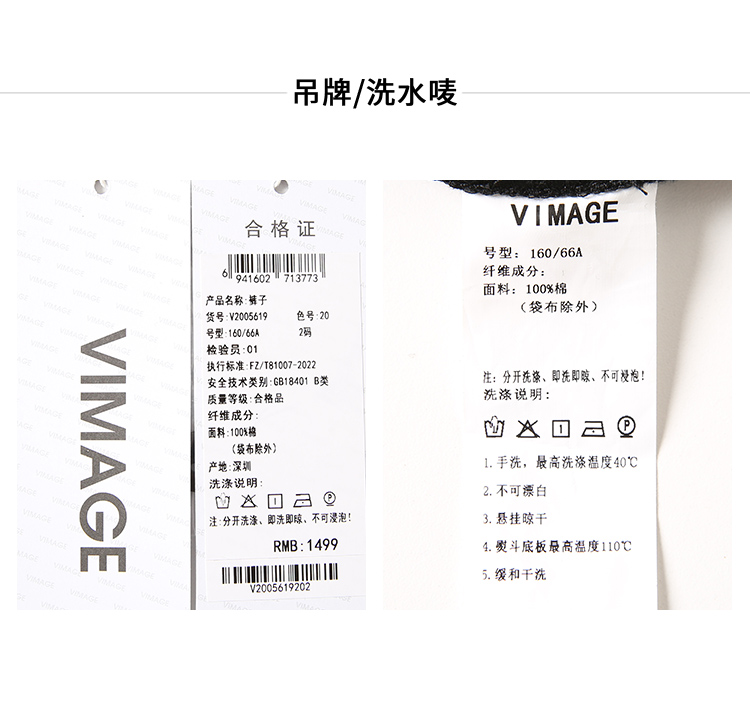 吊牌/洗水唛
VIMAGE
合格证
6 941602 713773
产品名称:裤子
货号:V2005619 色号:20
号型:160/66A 2码
检验员:01
执行标准:FZ/T81007-2022
安全技术类别:GB18401 B类
质量等级:合格品
纤维成分:
面料:100%棉
(袋布除外)
产地:深圳
洗涤说明:
注:分开洗涤、即洗即晾、不可浸泡!
RMB:1499
V2005619202
VIMAGE
号型: 160/66A
纤维成份:
面料: 100%棉
(袋布除外)
注: 分开洗涤、即洗即晾、不可浸泡!
洗涤说明:
1.手洗，最高洗涤温度40℃
2.不可漂白
3.悬挂晾干
4.熨斗底板最高温度110℃
5.缓和干洗